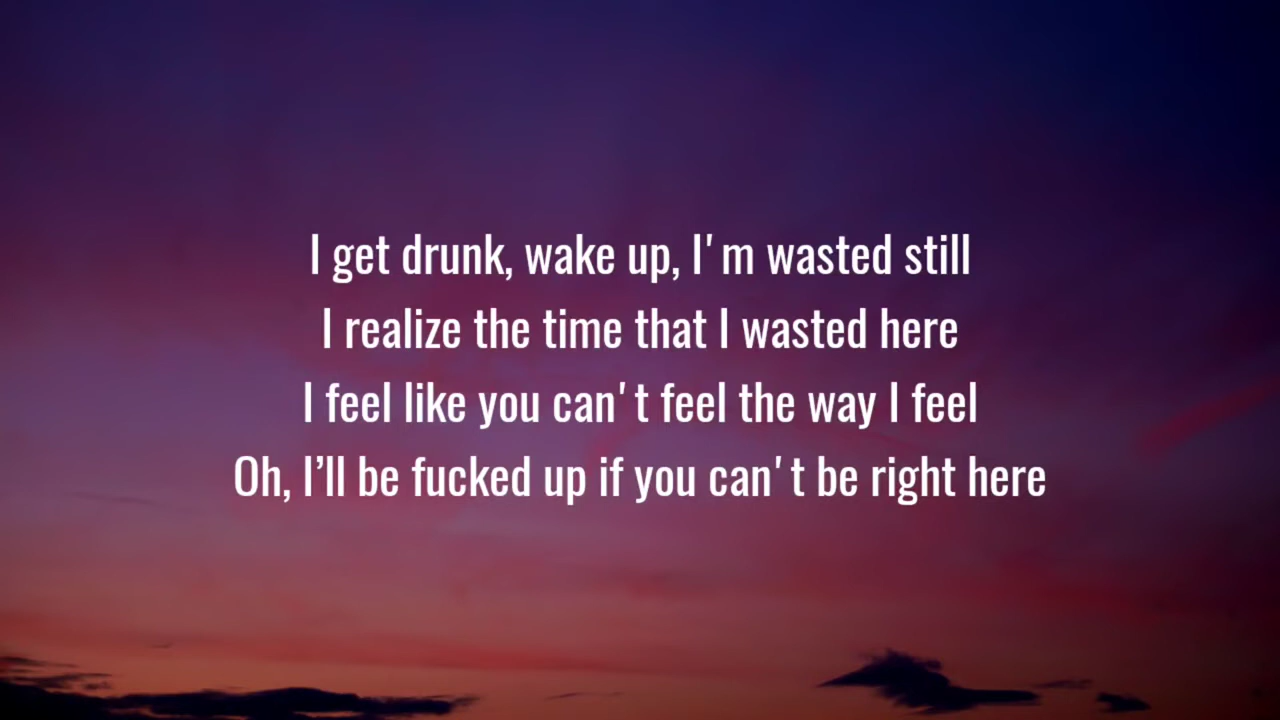 I get drunk, wake up, I'm wasted still
I realize the time that I wasted here
I feel like you can't feel the way I feel
Oh, I’ll be fucked up if you can't be right here